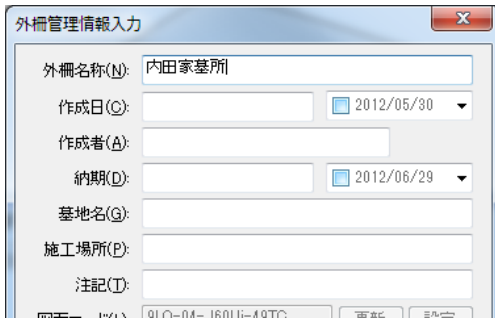 外柵管理情報入力
外柵名称(N): 内田家墓所
作成日(C): 2012/05/30
作成者(A):
納期(D): 2012/06/29
墓地名(G):
施工場所(P):
注記(T):